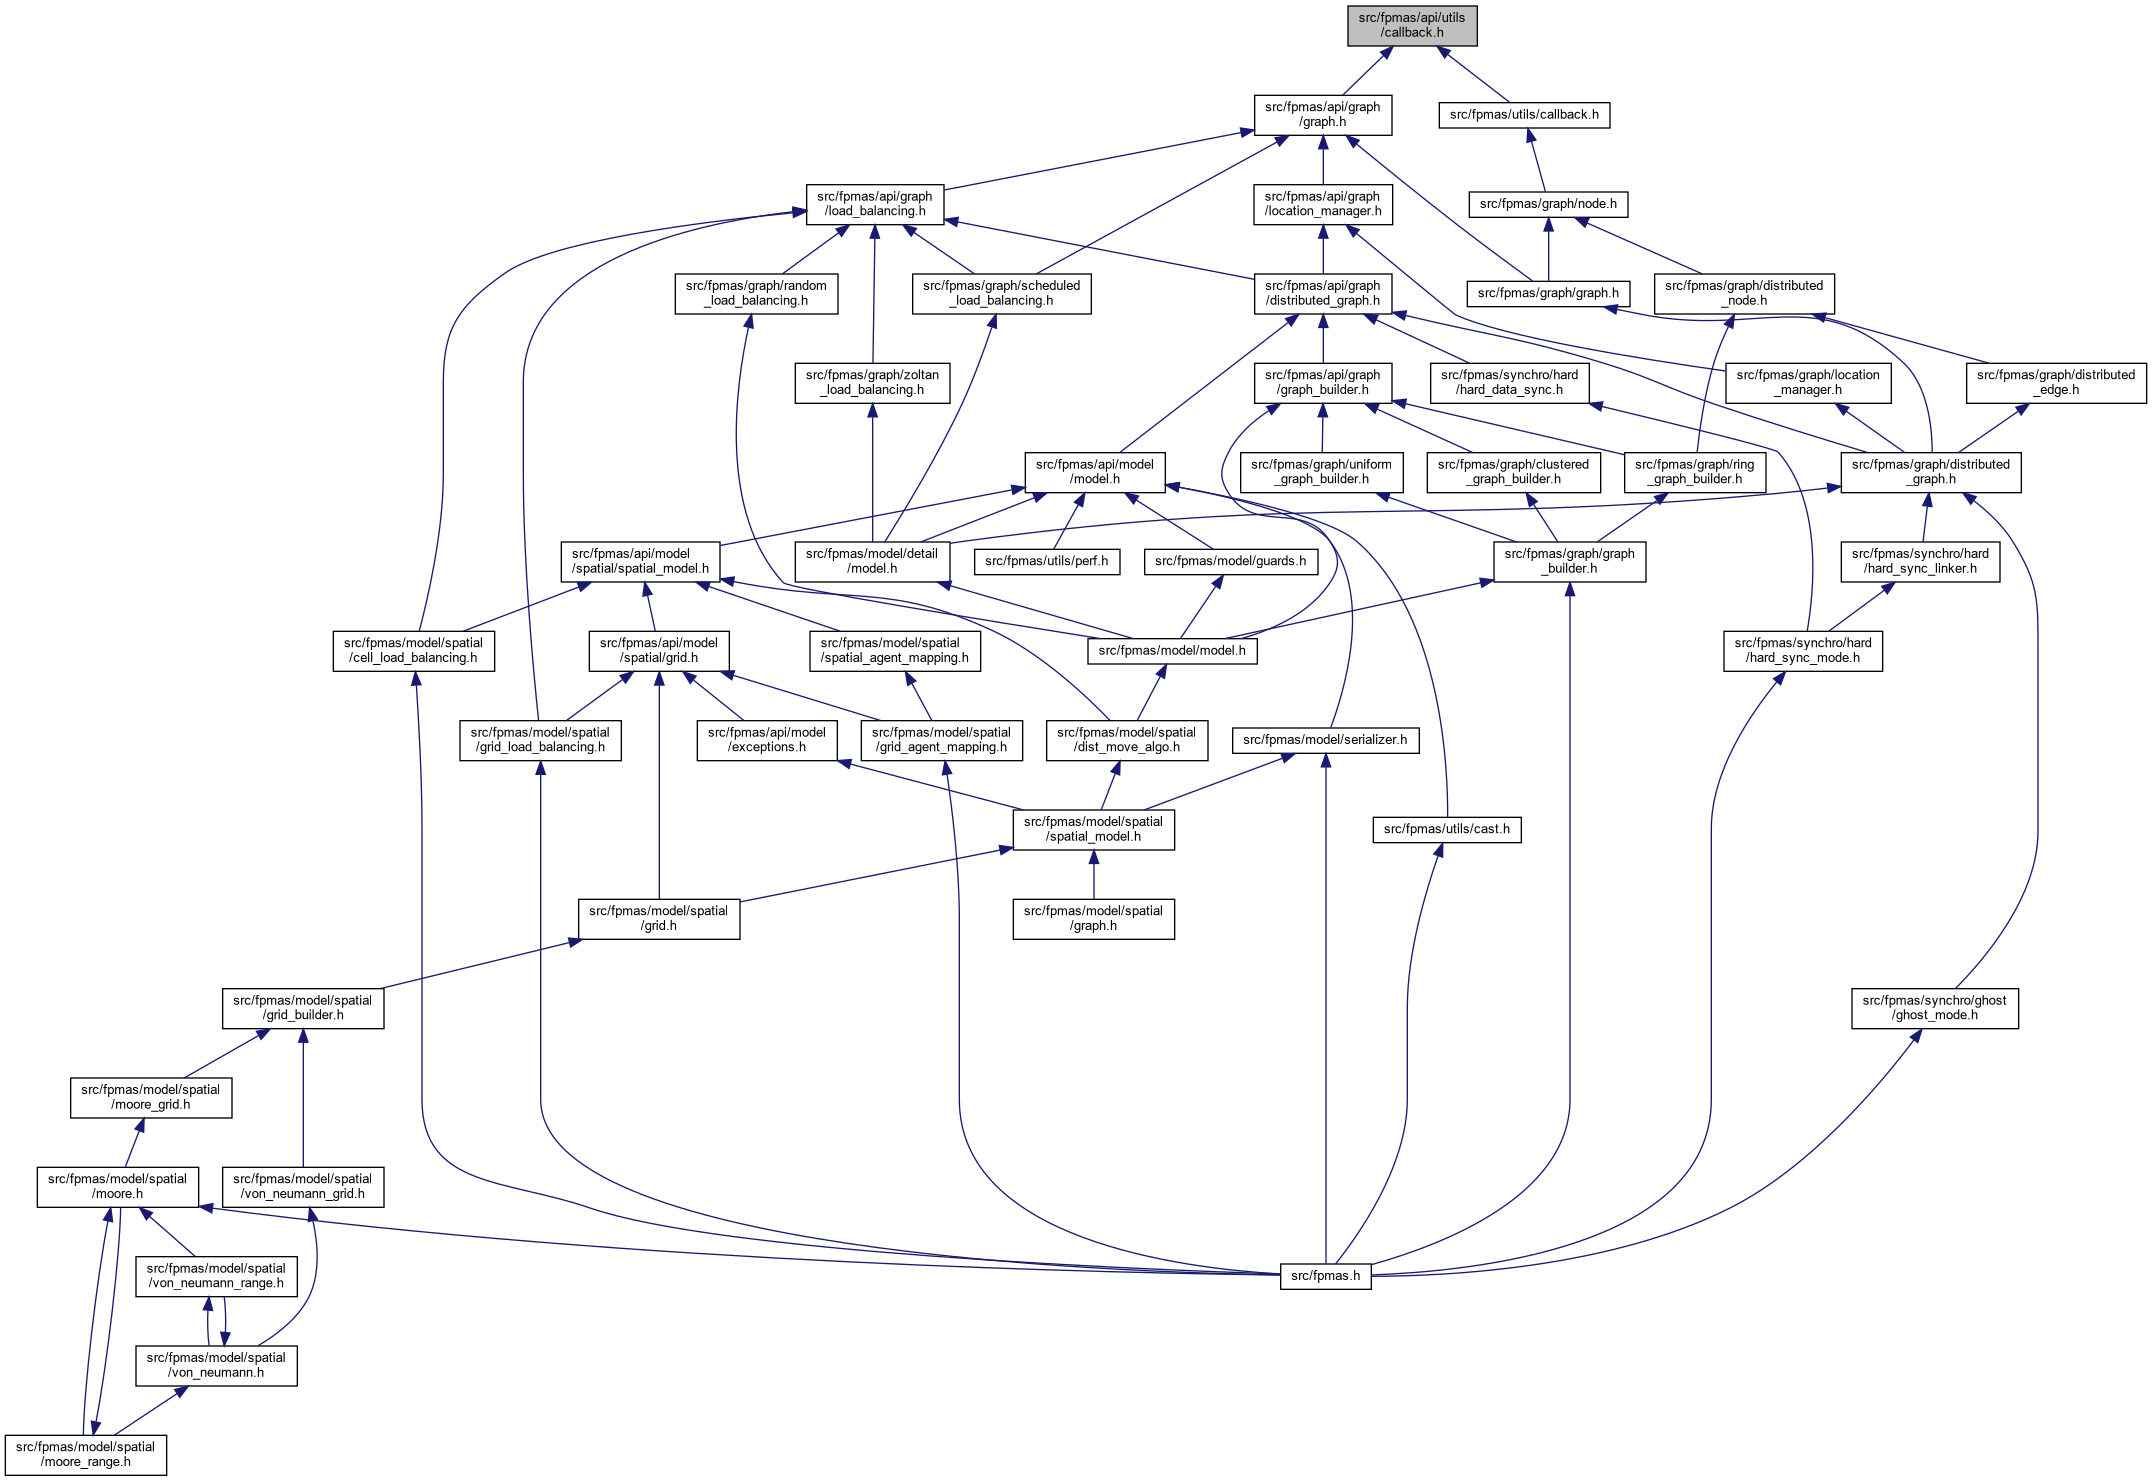 src/fpmas/api/utils
/callback.h
src/fpmas/api/graph
/graph.h
src/fpmas/utils/callback.h
src/fpmas/api/graph
/load_balancing.h
src/fpmas/api/graph
/location_manager.h
src/fpmas/graph/node.h
src/fpmas/graph/random
_load_balancing.h
src/fpmas/graph/scheduled
_load_balancing.h
src/fpmas/api/graph
/distributed_graph.h
src/fpmas/graph/graph.h
src/fpmas/graph/distributed
_node.h
src/fpmas/graph/zoltan
_load_balancing.h
src/fpmas/api/graph
/graph_builder.h
src/fpmas/synchro/hard
/hard_data_sync.h
src/fpmas/graph/location
_manager.h
src/fpmas/graph/distributed
_edge.h
src/fpmas/api/model
/model.h
src/fpmas/graph/uniform
_graph_builder.h
src/fpmas/graph/clustered
_graph_builder.h
src/fpmas/graph/ring
_graph_builder.h
src/fpmas/graph/distributed
_graph.h
src/fpmas/api/model
/spatial/spatial_model.h
src/fpmas/model/detail
/model.h
src/fpmas/utils/perf.h
src/fpmas/model/guards.h
src/fpmas/graph/graph
_builder.h
src/fpmas/synchro/hard
/hard_sync_linker.h
src/fpmas/model/spatial
/cell_load_balancing.h
src/fpmas/api/model
/spatial/grid.h
src/fpmas/model/spatial
/spatial_agent_mapping.h
src/fpmas/model/model.h
src/fpmas/synchro/hard
/hard_sync_mode.h
src/fpmas/model/spatial
/grid_load_balancing.h
src/fpmas/api/model
/exceptions.h
src/fpmas/model/spatial
/grid_agent_mapping.h
src/fpmas/model/spatial
/dist_move_algo.h
src/fpmas/model/serializer.h
src/fpmas/model/spatial
/spatial_model.h
src/fpmas/utils/cast.h
src/fpmas/model/spatial
/grid.h
src/fpmas/model/spatial
/graph.h
src/fpmas/model/spatial
/grid_builder.h
src/fpmas/synchro/ghost
/ghost_mode.h
src/fpmas/model/spatial
/moore_grid.h
src/fpmas/model/spatial
/moore.h
src/fpmas/model/spatial
/von_neumann_grid.h
src/fpmas/model/spatial
/von_neumann_range.h
src/fpmas.h
src/fpmas/model/spatial
/von_neumann.h
src/fpmas/model/spatial
/moore_range.h